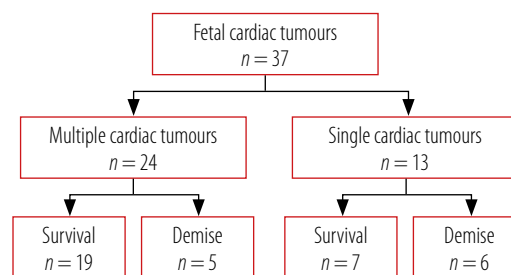 Fetal cardiac tumours
n = 37
Multiple cardiac tumours
n = 24
Single cardiac tumours
n = 13
Survival
n = 19
Demise
n = 5
Survival
n = 7
Demise
n = 6